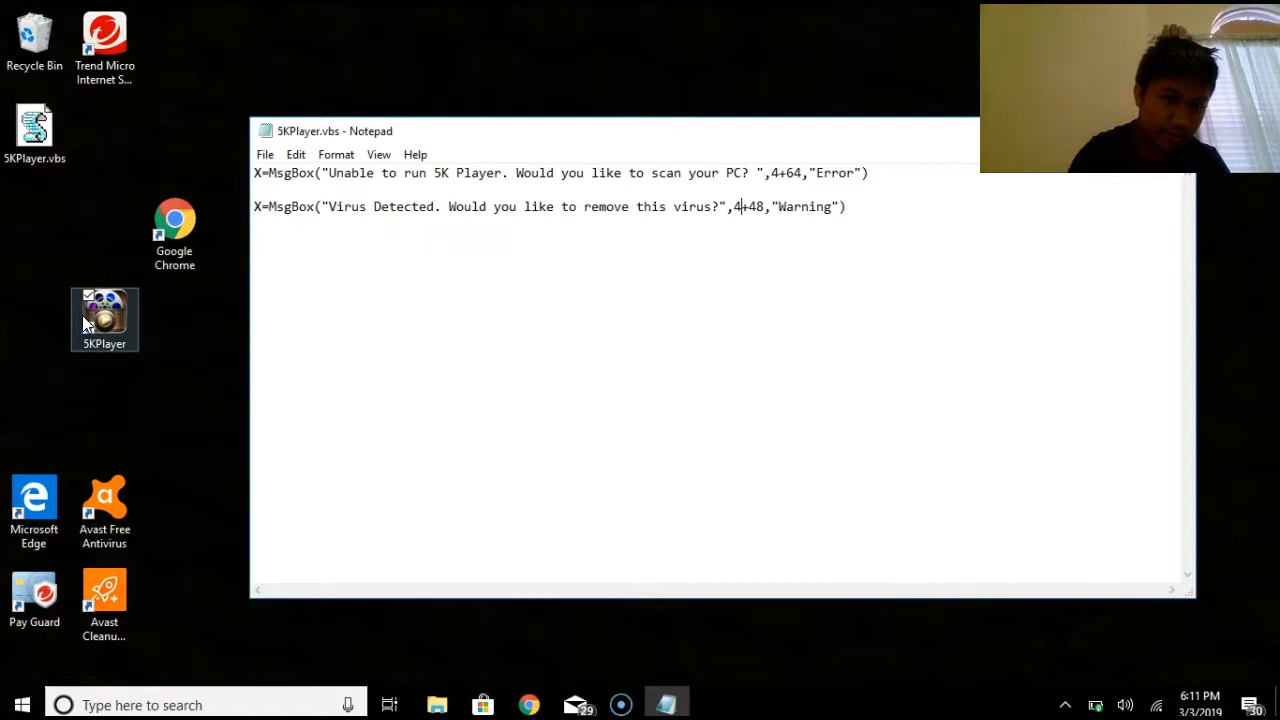 Recycle Bin
Trend Micro
Internet S...
5KPlayer.vbs
5KPlayer.vbs - Notepad
File Edit Format View Help
X=MsgBox("Unable to run 5K Player. Would you like to scan your PC? ",4+64,"Error")
X=MsgBox("Virus Detected. Would you like to remove this virus?",4+48,"Warning")
Google
Chrome
5KPlayer
Microsoft
Edge
Avast Free
Antivirus
Pay Guard
Avast
Cleanu...
Type here to search
29
6:11 PM
3/3/2019
30